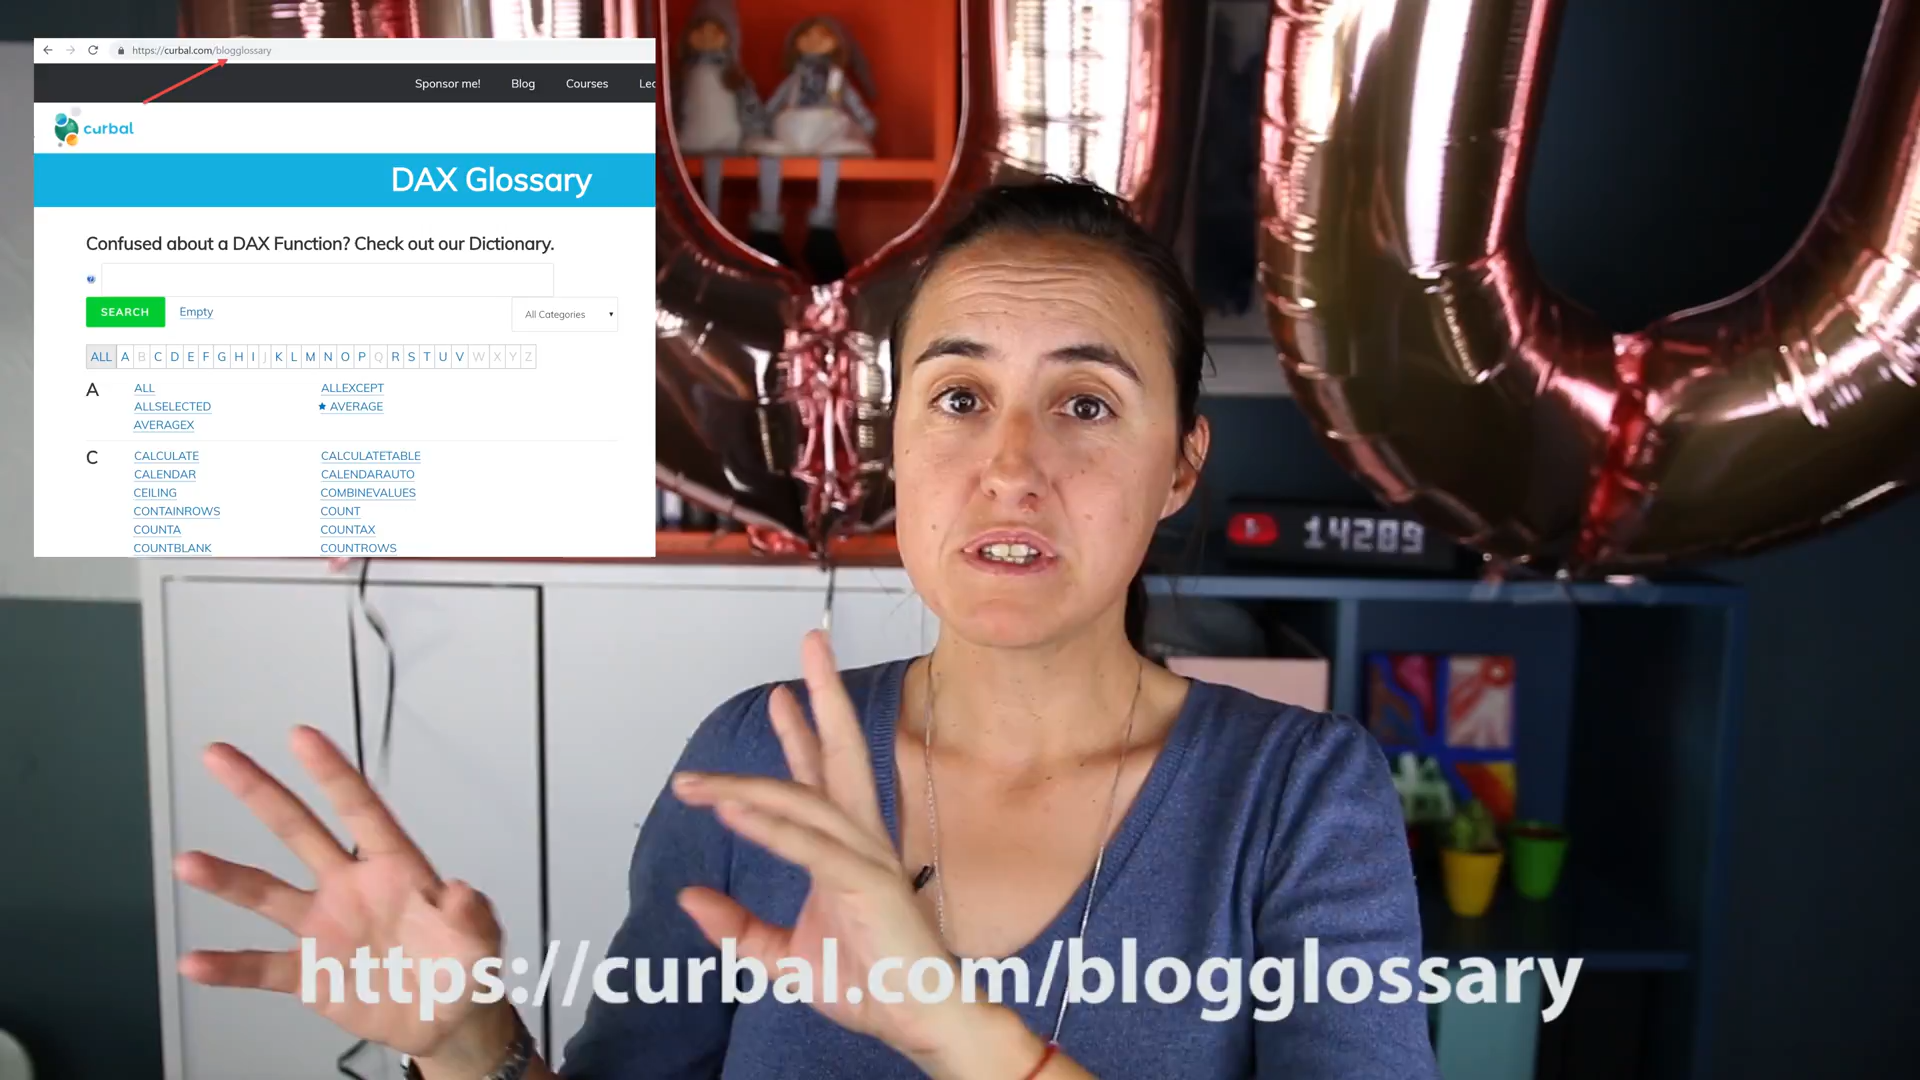 https://curbal.com/blogglossary
Sponsor me! Blog Courses Lea
curbal
DAX Glossary
Confused about a DAX Function? Check out our Dictionary.
SEARCH Empty All Categories
ALL A B C D E F G H I J K L M N O P Q R S T U V W X Y Z
A ALL ALLEXCEPT
ALLSELECTED AVERAGE
AVERAGEX
C CALCULATE CALCULATETABLE
CALENDAR CALENDARAUTO
CEILING COMBINEVALUES
CONTAINROWS COUNT
COUNTA COUNTAX
COUNTBLANK COUNTROWS
14289
https://curbal.com/blogglossary